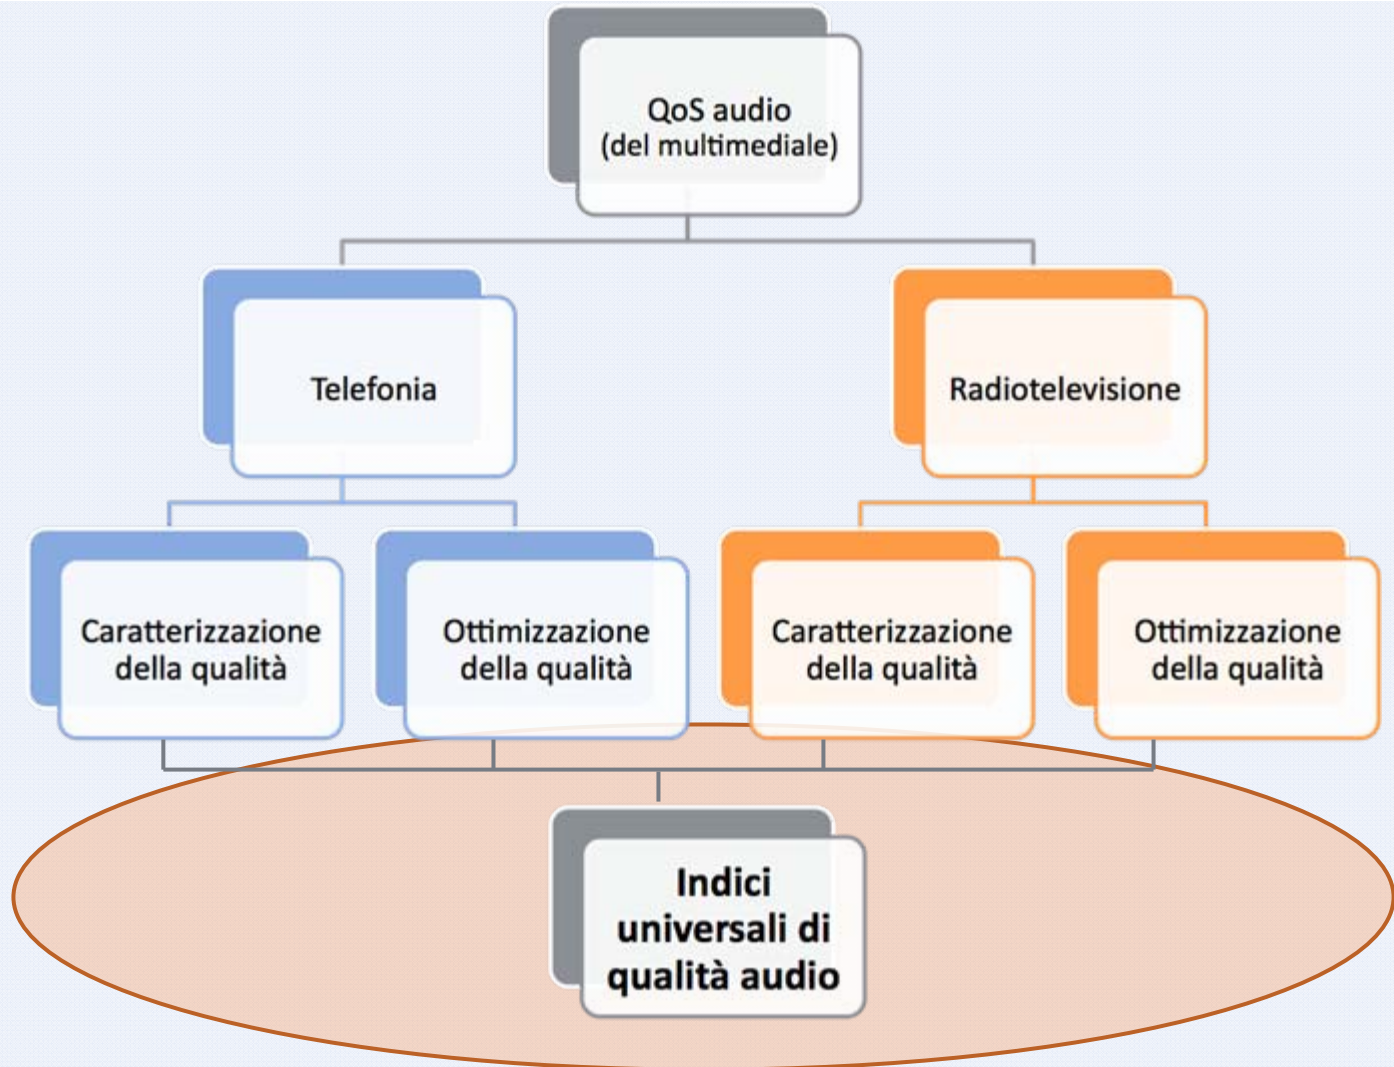 QoS audio
(del multimediale)
Telefonia
Radiotelevisione
Caratterizzazione
della qualità
Ottimizzazione
della qualità
Caratterizzazione
della qualità
Ottimizzazione
della qualità
Indici
universali di
qualità audio